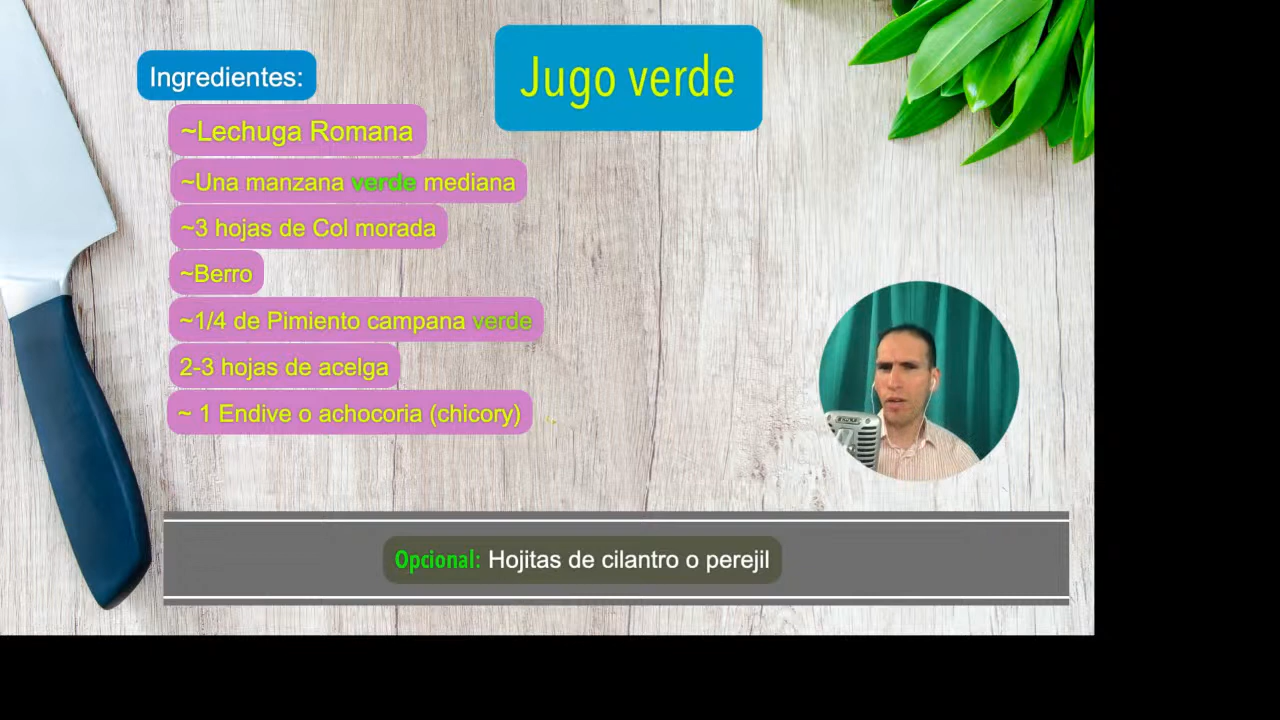 Jugo verde
Ingredientes:
~Lechuga Romana
~Una manzana verde mediana
~3 hojas de Col morada
~Berro
~1/4 de Pimiento campana verde
2-3 hojas de acelga
~ 1 Endive o achocoria (chicory)
Opcional: Hojitas de cilantro o perejil